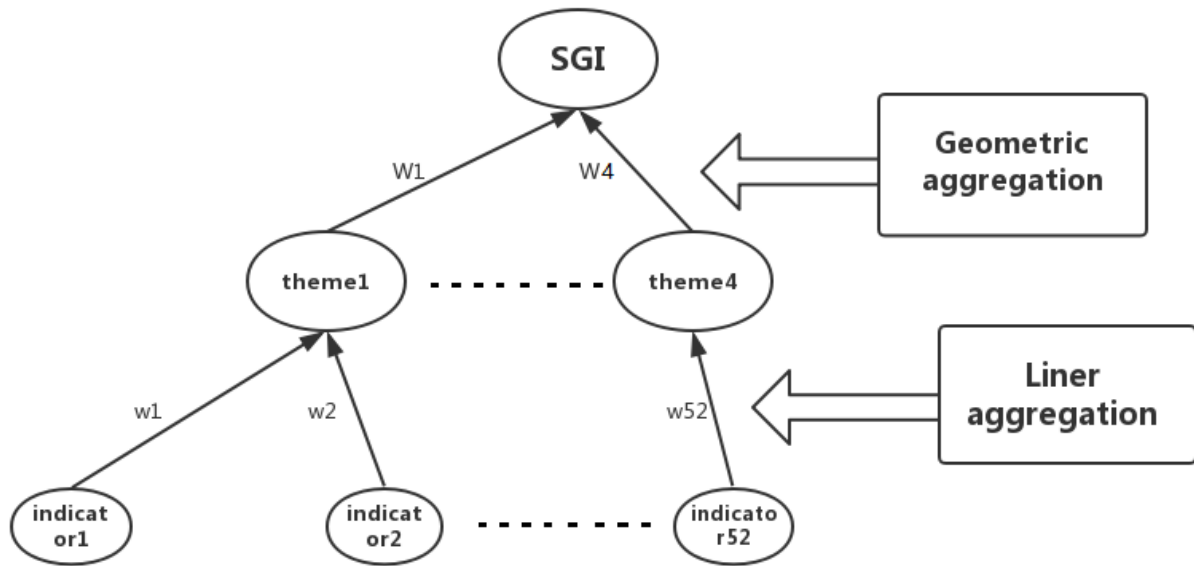 SGI
Geometric
aggregation
W1
W4
theme1
theme4
Liner
aggregation
w1
w2
w52
indicat
or1
indicat
or2
indicato
r52